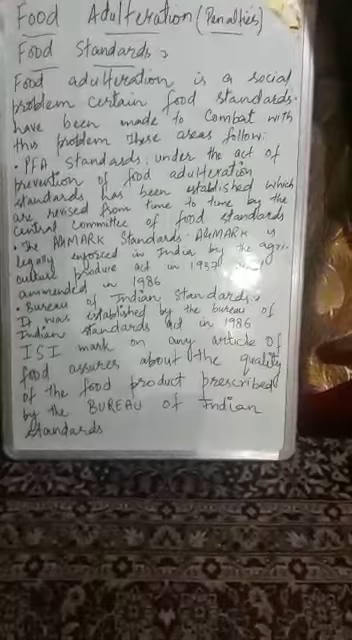 Food Adulteration (Penalties)
Food Standards :
Food adulteration is a social
problem certain food standards.
have been made to combat with
this problem these areas follow:
• PFA Standards: under the act of
prevention of food adulteration
standards has been established which
are revised from time to time by the
central committee of food standards
• The AGMARK Standards. AGMARK is
legally enforced in India by the agri-
culture produce act in 1937 and
ammended in 1986
• Bureau of Indian Standards:
It was established by the bureau of
Indian standards act in 1986
ISI mark on any article of
food assures about the quality
of the food product prescribed
by the BUREAU of Indian
Standards